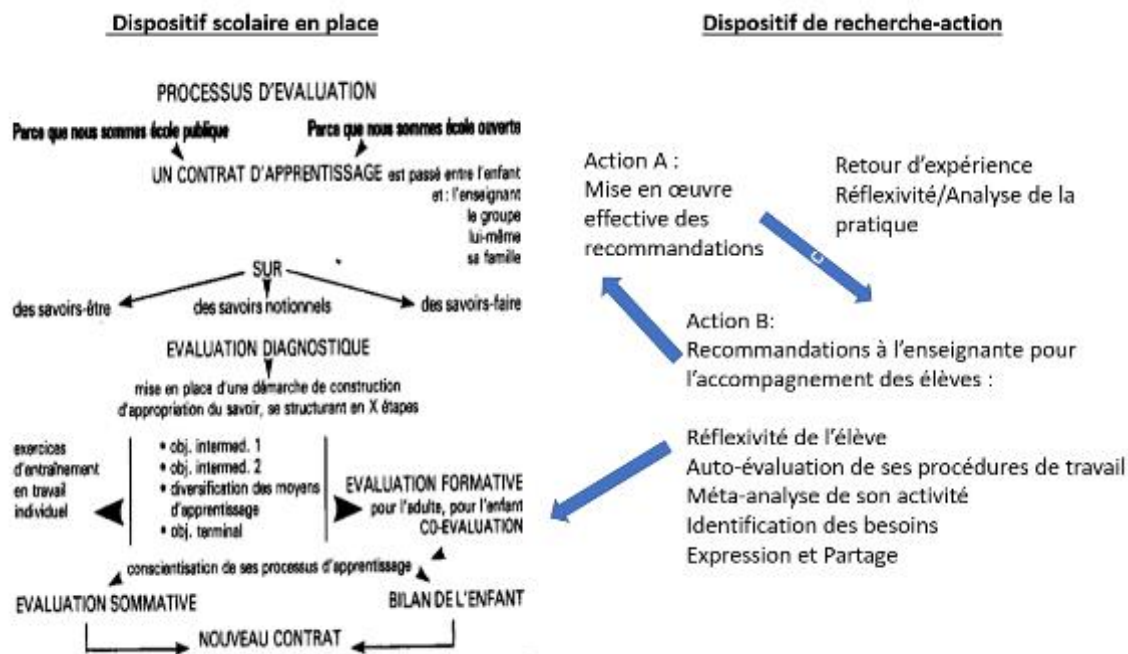 Dispositif scolaire en place
PROCESSUS D'EVALUATION
Parce que nous sommes école publique
Parce que nous sommes école ouverte
UN CONTRAT D'APPRENTISSAGE est passé entre l'enfant
et : l'enseignant
le groupe
lui-même
sa famille
SUR
des savoirs-être
des savoirs notionnels
des savoirs-faire
EVALUATION DIAGNOSTIQUE
mise en place d'une démarche de construction
d'appropriation du savoir, se structurant en X étapes
exercices
d'entraînement
en travail
individuel
• obj. intermed. 1
• obj. intermed. 2
• diversification des moyens
d'apprentissage
• obj. terminal
EVALUATION FORMATIVE
pour l'adulte, pour l'enfant
CO-EVALUATION
conscientisation de ses processus d'apprentissage
EVALUATION SOMMATIVE
BILAN DE L'ENFANT
NOUVEAU CONTRAT
Dispositif de recherche-action
Action A :
Mise en œuvre
effective des
recommandations
Retour d'expérience
Réflexivité/Analyse de la
pratique
Action B:
Recommandations à l'enseignante pour
l'accompagnement des élèves :
Réflexivité de l'élève
Auto-évaluation de ses procédures de travail
Méta-analyse de son activité
Identification des besoins
Expression et Partage